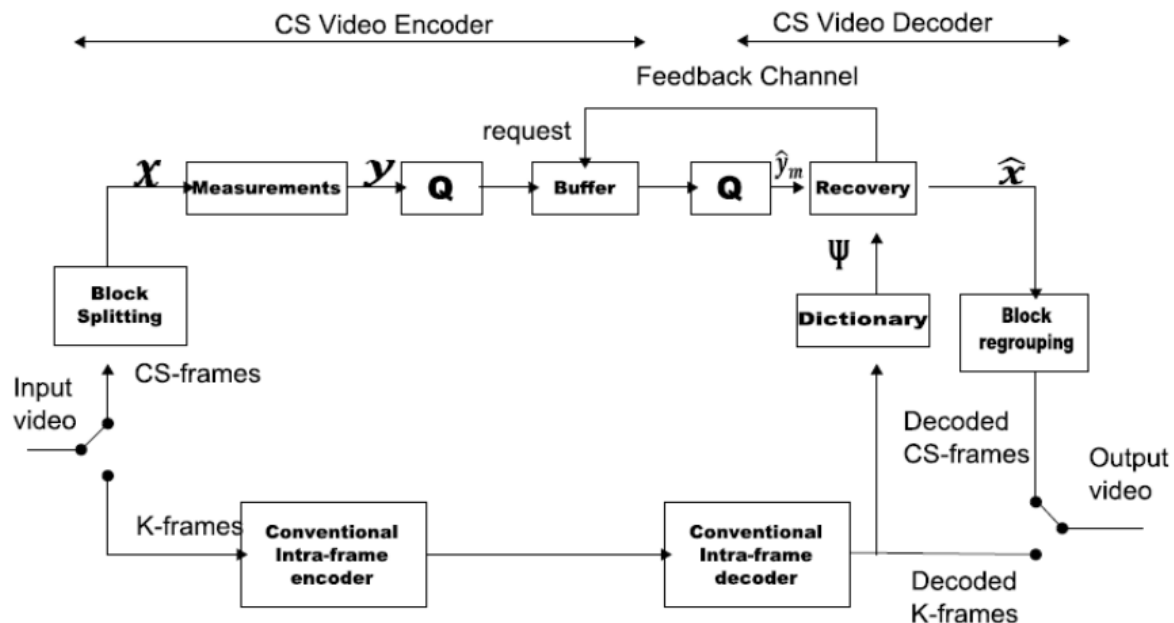 CS Video Encoder
CS Video Decoder
Feedback Channel
request
x
Measurements
y
Q
Buffer
Q
ŷₘ
Recovery
x̂
Block
Splitting
Ψ
Dictionary
Block
regrouping
CS-frames
Input
video
Decoded
CS-frames
Output
video
K-frames
Conventional
Intra-frame
encoder
Conventional
Intra-frame
decoder
Decoded
K-frames